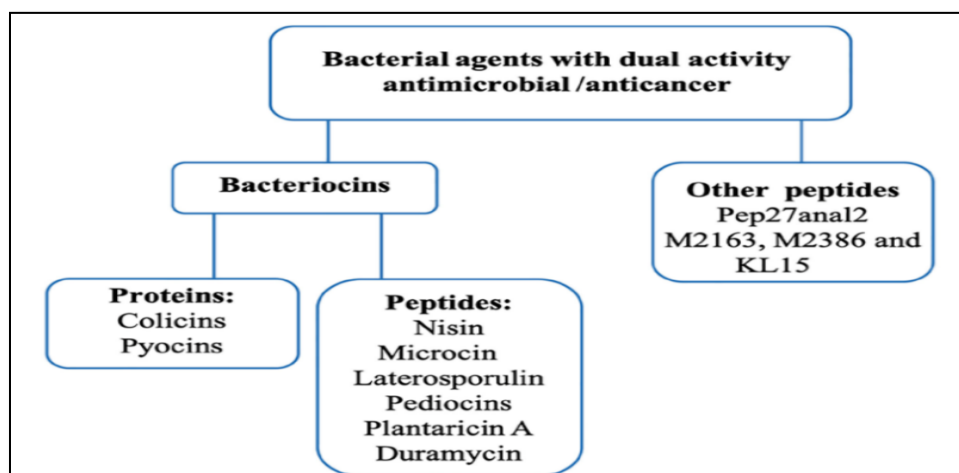 Bacterial agents with dual activity
antimicrobial /anticancer
Bacteriocins
Other peptides
Pep27anal2
M2163, M2386 and
KL15
Proteins:
Colicins
Pyocins
Peptides:
Nisin
Microcin
Laterosporulin
Pediocins
Plantaricin A
Duramycin